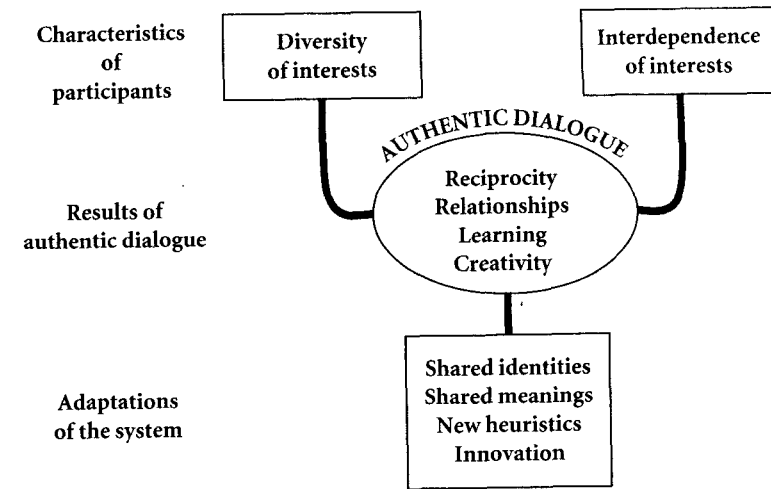 Characteristics
of
participants
Diversity
of interests
Interdependence
of interests
AUTHENTIC DIALOGUE
Results of
authentic dialogue
Reciprocity
Relationships
Learning
Creativity
Adaptations
of the system
Shared identities
Shared meanings
New heuristics
Innovation